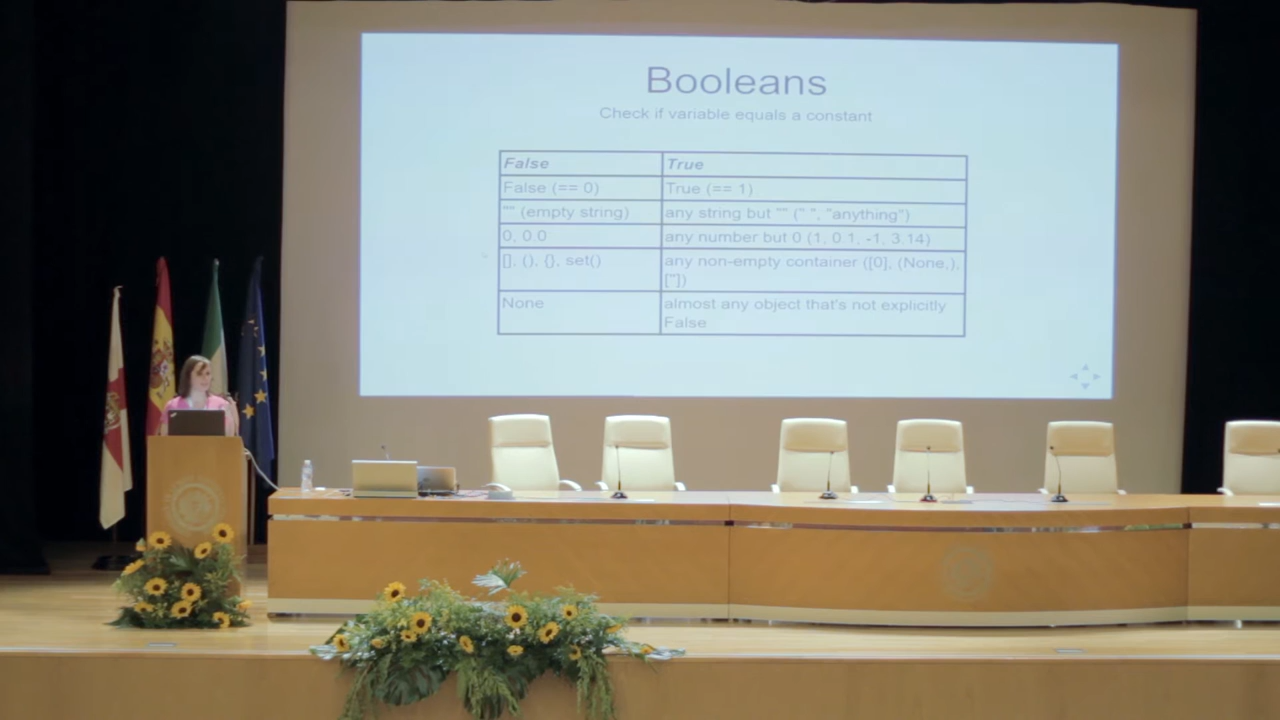 Booleans
Check if variable equals a constant
False True
False (== 0) True (== 1)
"" (empty string) any string but "" (" ", "anything")
0, 0.0 any number but 0 (1, 0.1, -1, 3.14)
[], (), {}, set() any non-empty container ([0], (None,),
[''])
None almost any object that's not explicitly
False